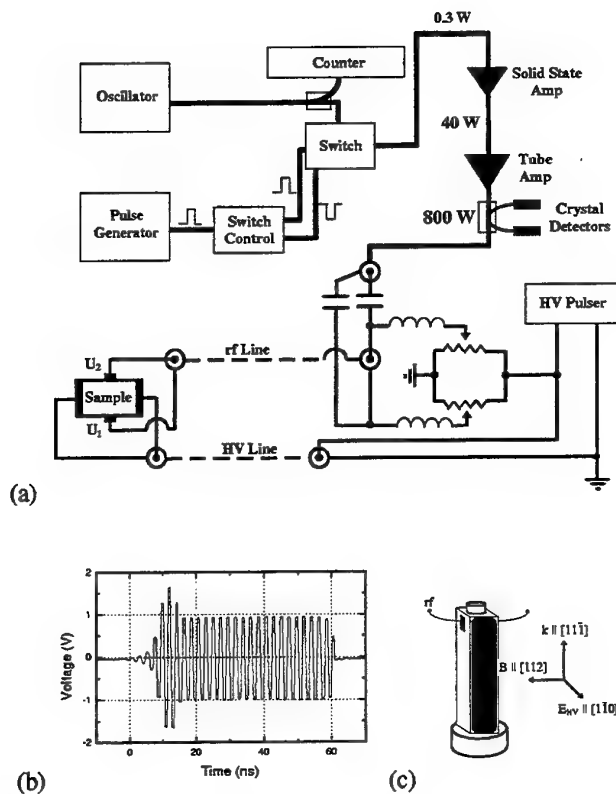 0.3 W
Counter
Oscillator
Solid State
Amp
Switch
40 W
Tube
Amp
Pulse
Generator
Switch
Control
800 W
Crystal
Detectors
HV Pulser
rf Line
U2
Sample
U1
HV Line
(a)
Voltage (V)
2
1
0
-1
-2
0
20
40
60
Time (ns)
(b)
rf
k || [111̄]
B || [112]
E_HV || [11̄0]
(c)